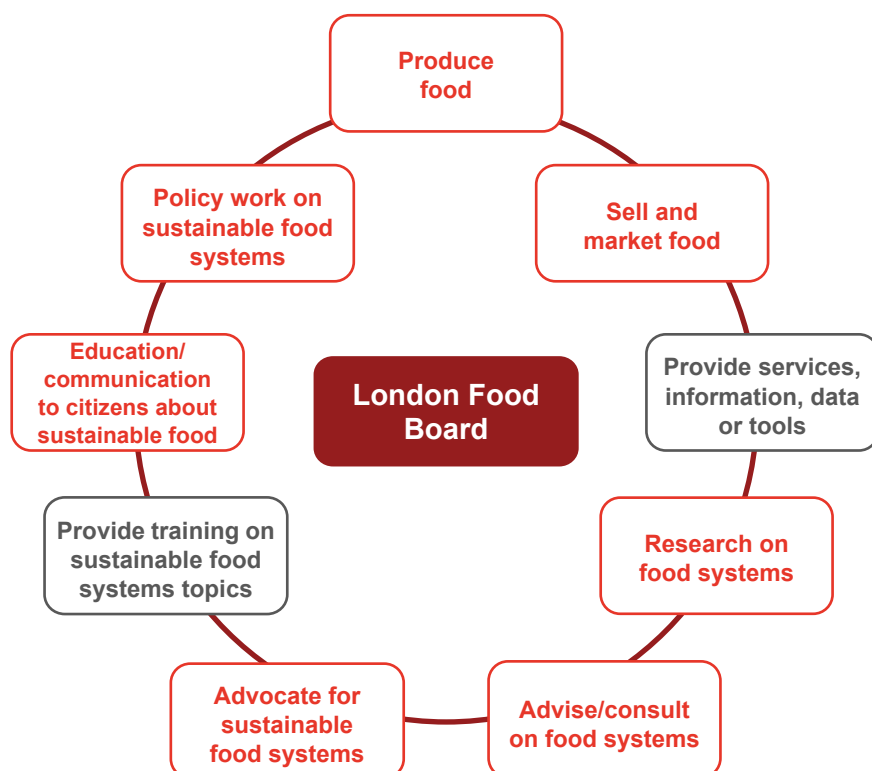 Produce
food
Policy work on
sustainable food
systems
Sell and
market food
Education/
communication
to citizens about
sustainable food
London Food
Board
Provide services,
information, data
or tools
Provide training on
sustainable food
systems topics
Research on
food systems
Advocate for
sustainable
food systems
Advise/consult
on food systems